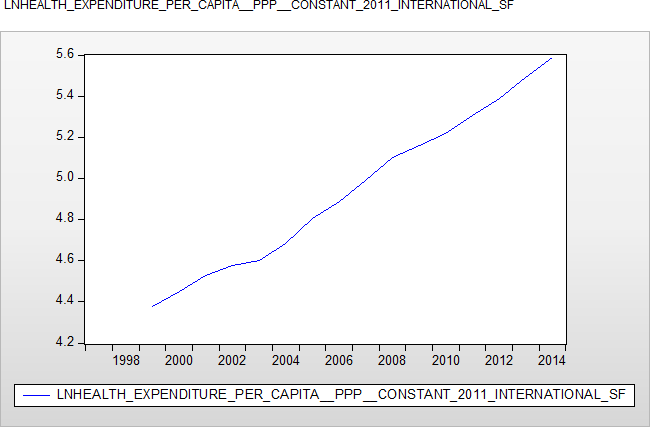 LNHEALTH_EXPENDITURE_PER_CAPITA__PPP__CONSTANT_2011_INTERNATIONAL_SF
5.6
5.4
5.2
5.0
4.8
4.6
4.4
4.2
1998 2000 2002 2004 2006 2008 2010 2012 2014
LNHEALTH_EXPENDITURE_PER_CAPITA__PPP__CONSTANT_2011_INTERNATIONAL_SF